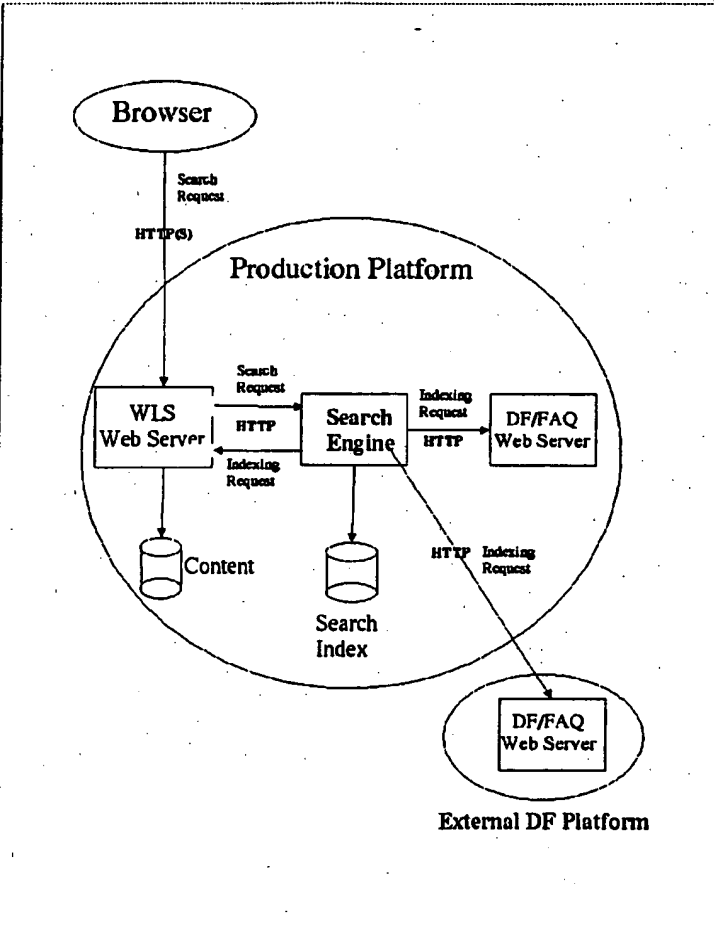 Browser
Search
Request
HTTP(S)
Production Platform
Search
Request
HTTP
Indexing
Request
WLS
Web Server
Search
Engine
Indexing
Request
HTTP
DF/FAQ
Web Server
Content
Search
Index
HTTP Indexing
Request
DF/FAQ
Web Server
External DF Platform